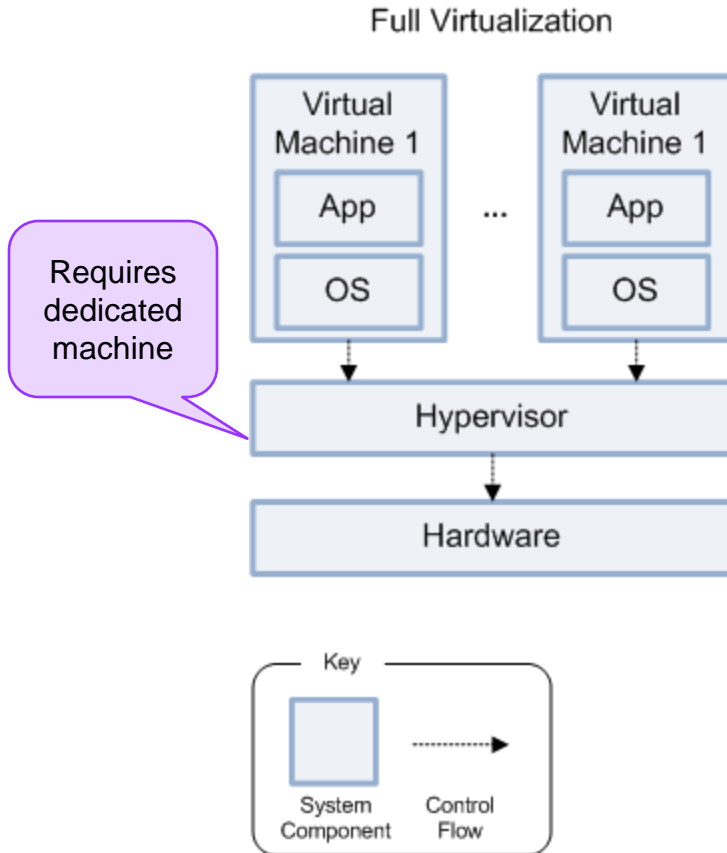 Full Virtualization
Virtual
Machine 1
App
OS
...
Virtual
Machine 1
App
OS
Requires
dedicated
machine
Hypervisor
Hardware
Key
System
Component
Control
Flow